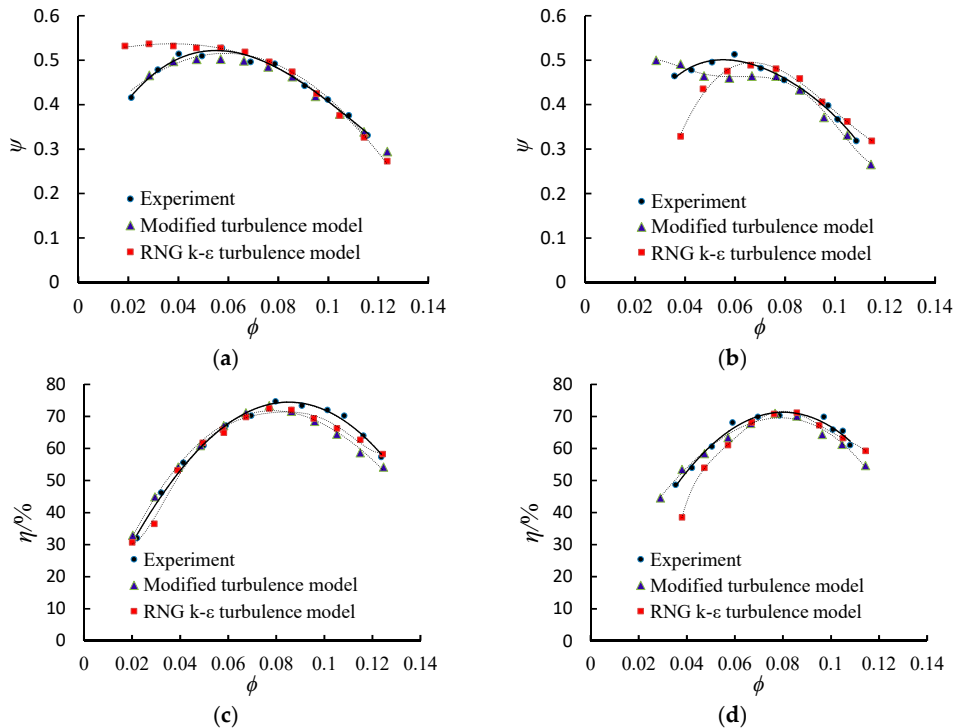 0.6
0.5
0.4
ψ
0.3
0.2
0.1
0
Experiment
Modified turbulence model
RNG k-ε turbulence model
0 0.02 0.04 0.06 0.08 0.1 0.12 0.14
ϕ
(a)
0.6
0.5
0.4
ψ
0.3
0.2
0.1
0
Experiment
Modified turbulence model
RNG k-ε turbulence model
0 0.02 0.04 0.06 0.08 0.1 0.12 0.14
ϕ
(b)
80
70
60
50
η/%
40
30
20
10
0
Experiment
Modified turbulence model
RNG k-ε turbulence model
0 0.02 0.04 0.06 0.08 0.1 0.12 0.14
ϕ
(c)
80
70
60
50
η/%
40
30
20
10
0
Experiment
Modified turbulence model
RNG k-ε turbulence model
0 0.02 0.04 0.06 0.08 0.1 0.12 0.14
ϕ
(d)